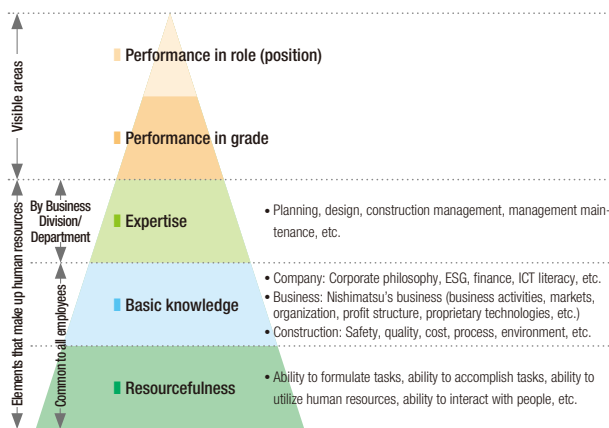 Visible areas
Performance in role (position)
Performance in grade
Elements that make up human resources
By Business
Division/
Department
Expertise
• Planning, design, construction management, management main-
tenance, etc.
Common to all employees
Basic knowledge
• Company: Corporate philosophy, ESG, finance, ICT literacy, etc.
• Business: Nishimatsu’s business (business activities, markets,
organization, profit structure, proprietary technologies, etc.)
• Construction: Safety, quality, cost, process, environment, etc.
Resourcefulness
• Ability to formulate tasks, ability to accomplish tasks, ability to
utilize human resources, ability to interact with people, etc.